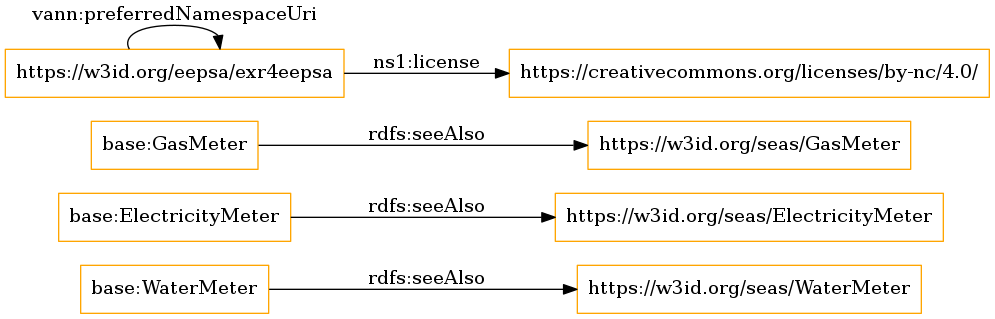 vann:preferredNamespaceUri
https://w3id.org/eepsa/exr4eepsa
ns1:license
https://creativecommons.org/licenses/by-nc/4.0/
base:GasMeter
rdfs:seeAlso
https://w3id.org/seas/GasMeter
base:ElectricityMeter
rdfs:seeAlso
https://w3id.org/seas/ElectricityMeter
base:WaterMeter
rdfs:seeAlso
https://w3id.org/seas/WaterMeter